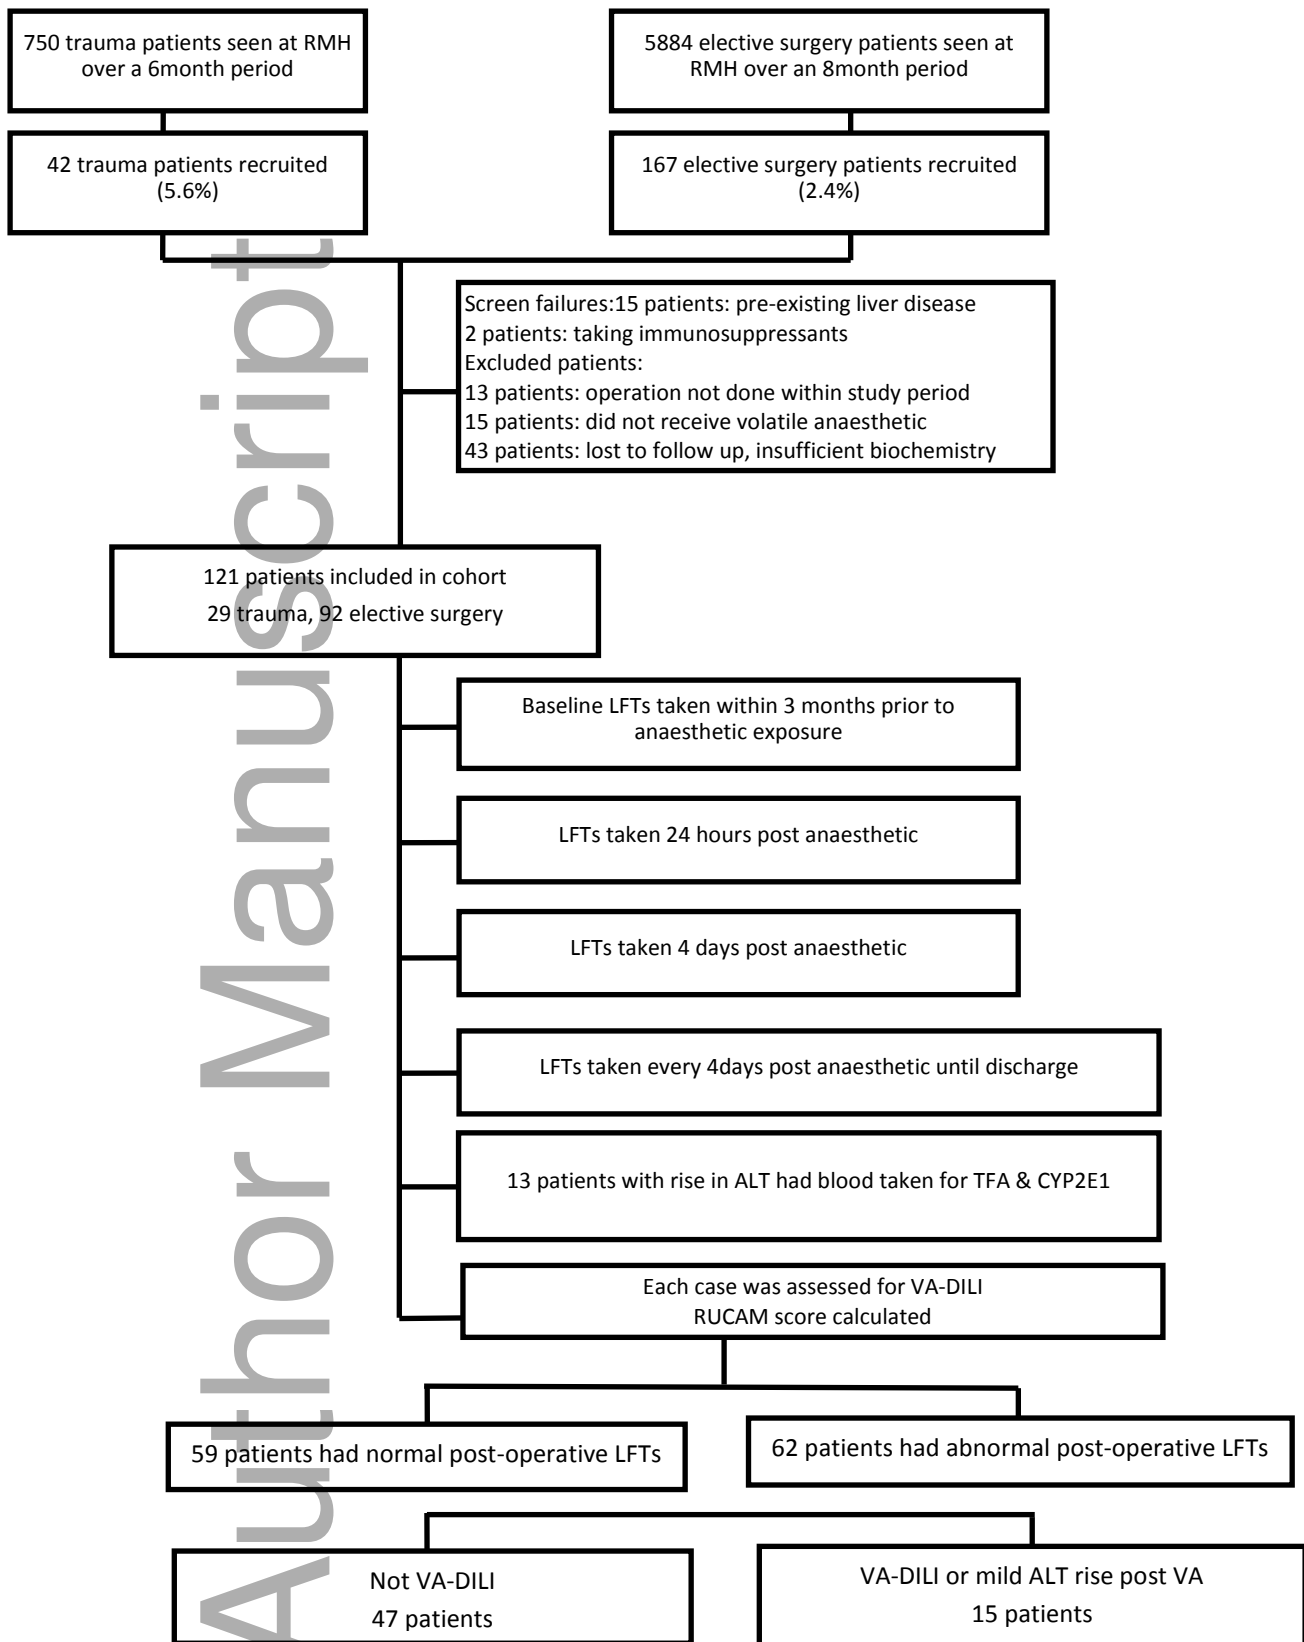 750 trauma patients seen at RMH
over a 6month period
5884 elective surgery patients seen at
RMH over an 8month period
42 trauma patients recruited
(5.6%)
167 elective surgery patients recruited
(2.4%)
Screen failures:15 patients: pre-existing liver disease
2 patients: taking immunosuppressants
Excluded patients:
13 patients: operation not done within study period
15 patients: did not receive volatile anaesthetic
43 patients: lost to follow up, insufficient biochemistry
121 patients included in cohort
29 trauma, 92 elective surgery
Baseline LFTs taken within 3 months prior to
anaesthetic exposure
LFTs taken 24 hours post anaesthetic
LFTs taken 4 days post anaesthetic
LFTs taken every 4days post anaesthetic until discharge
13 patients with rise in ALT had blood taken for TFA & CYP2E1
Each case was assessed for VA-DILI
RUCAM score calculated
59 patients had normal post-operative LFTs
62 patients had abnormal post-operative LFTs
Not VA-DILI
47 patients
VA-DILI or mild ALT rise post VA
15 patients
Author Manuscript